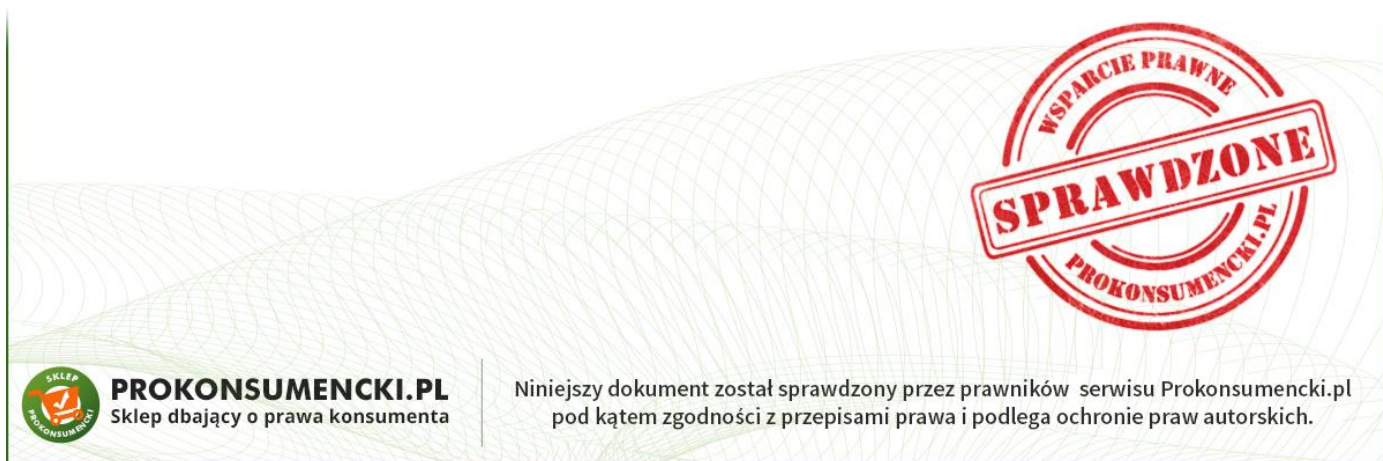 WSPARCIE PRAWNE
SPRAWDZONE
PROKONSUMENCKI.PL
SKLEP
PROKONSUMENCKI
PROKONSUMENCKI.PL
Sklep dbający o prawa konsumenta
Niniejszy dokument został sprawdzony przez prawników serwisu Prokonsumencki.pl
pod kątem zgodności z przepisami prawa i podlega ochronie praw autorskich.